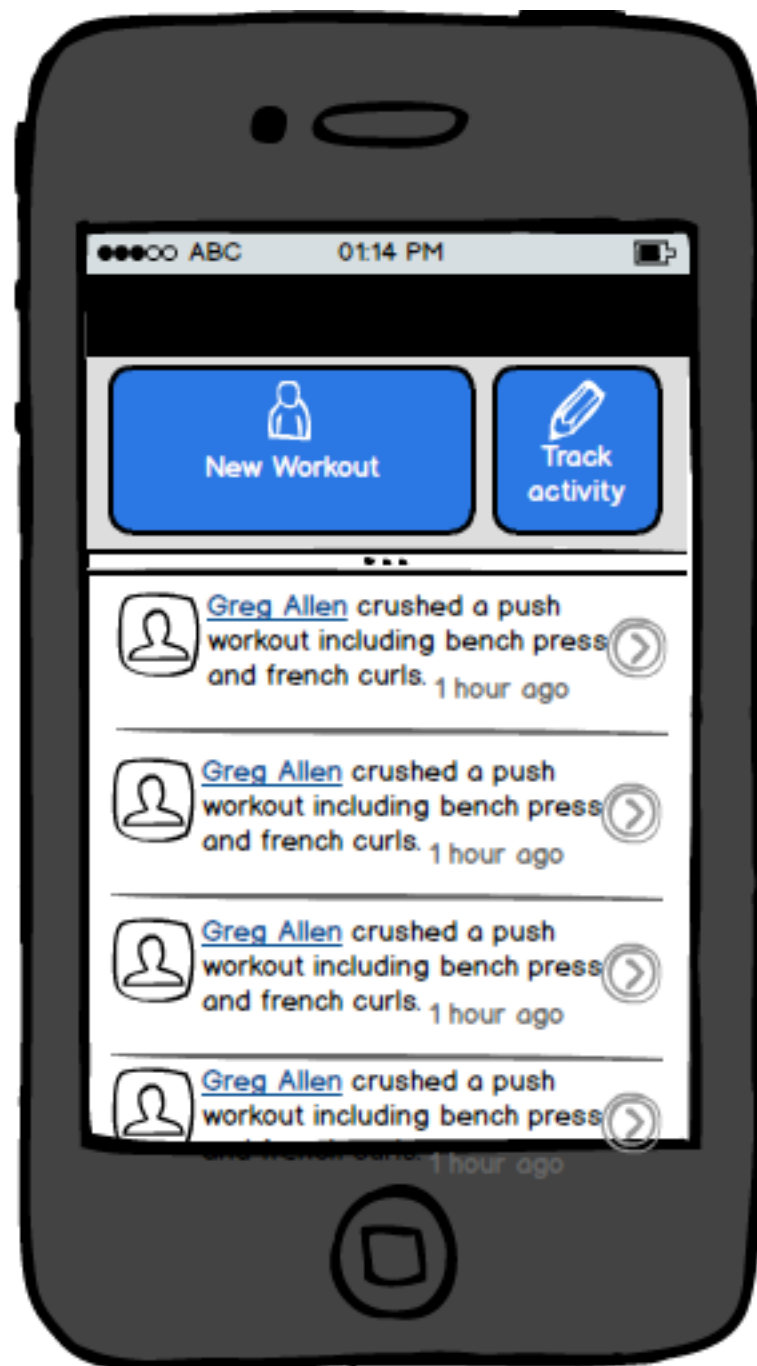 ABC 01:14 PM
New Workout
Track
activity
Greg Allen crushed a push
workout including bench press
and french curls. 1 hour ago
Greg Allen crushed a push
workout including bench press
and french curls. 1 hour ago
Greg Allen crushed a push
workout including bench press
and french curls. 1 hour ago
Greg Allen crushed a push
workout including bench press
and french curls. 1 hour ago